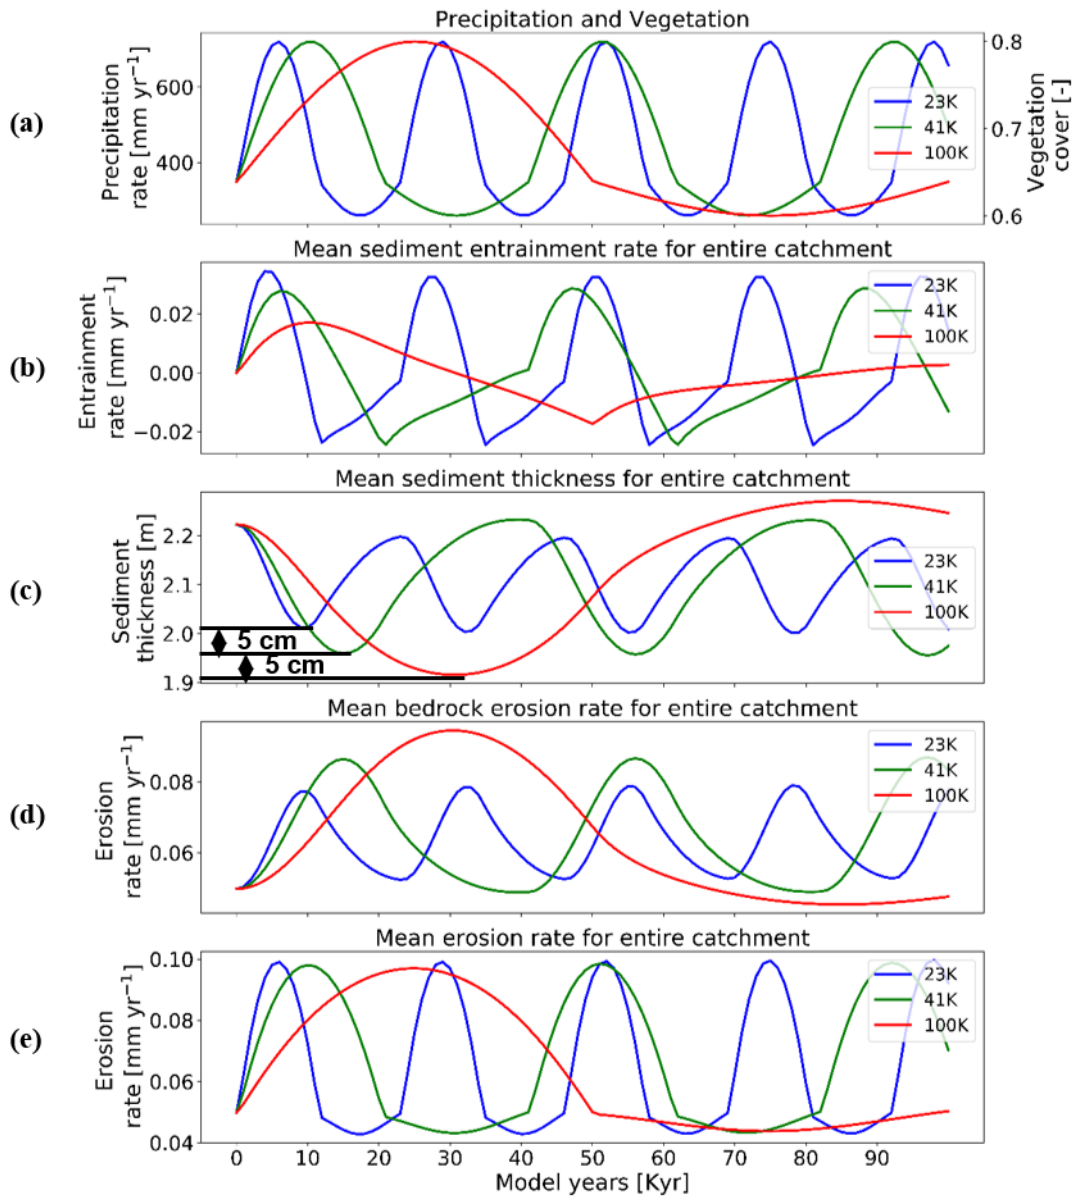 Precipitation and Vegetation
(a)
Precipitation
rate [mm yr⁻¹]
600
400
0.8
0.7
0.6
Vegetation
cover [-]
23K
41K
100K
Mean sediment entrainment rate for entire catchment
(b)
Entrainment
rate [mm yr⁻¹]
0.02
0.00
−0.02
23K
41K
100K
Mean sediment thickness for entire catchment
(c)
Sediment
thickness [m]
2.2
2.1
2.0
1.9
5 cm
5 cm
23K
41K
100K
Mean bedrock erosion rate for entire catchment
(d)
Erosion
rate [mm yr⁻¹]
0.08
0.06
23K
41K
100K
Mean erosion rate for entire catchment
(e)
Erosion
rate [mm yr⁻¹]
0.10
0.08
0.06
0.04
23K
41K
100K
0 10 20 30 40 50 60 70 80 90
Model years [Kyr]